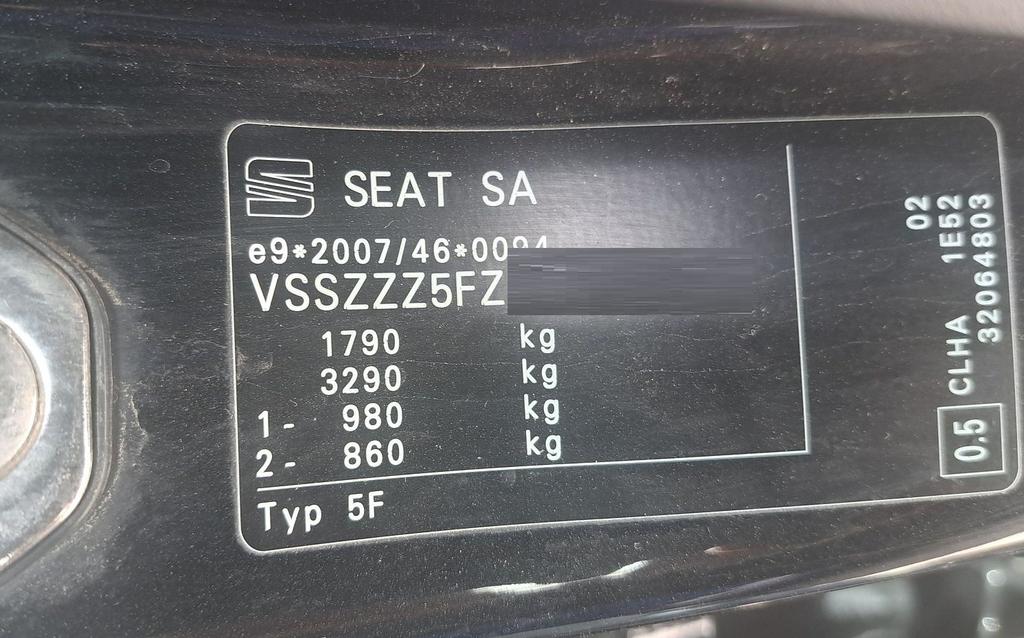 SEAT SA
e9*2007/46*0094
VSSZZZ5FZ
1790 kg
3290 kg
1- 980 kg
2- 860 kg
Typ 5F
02
CLHA 1E52
32064803
0.5